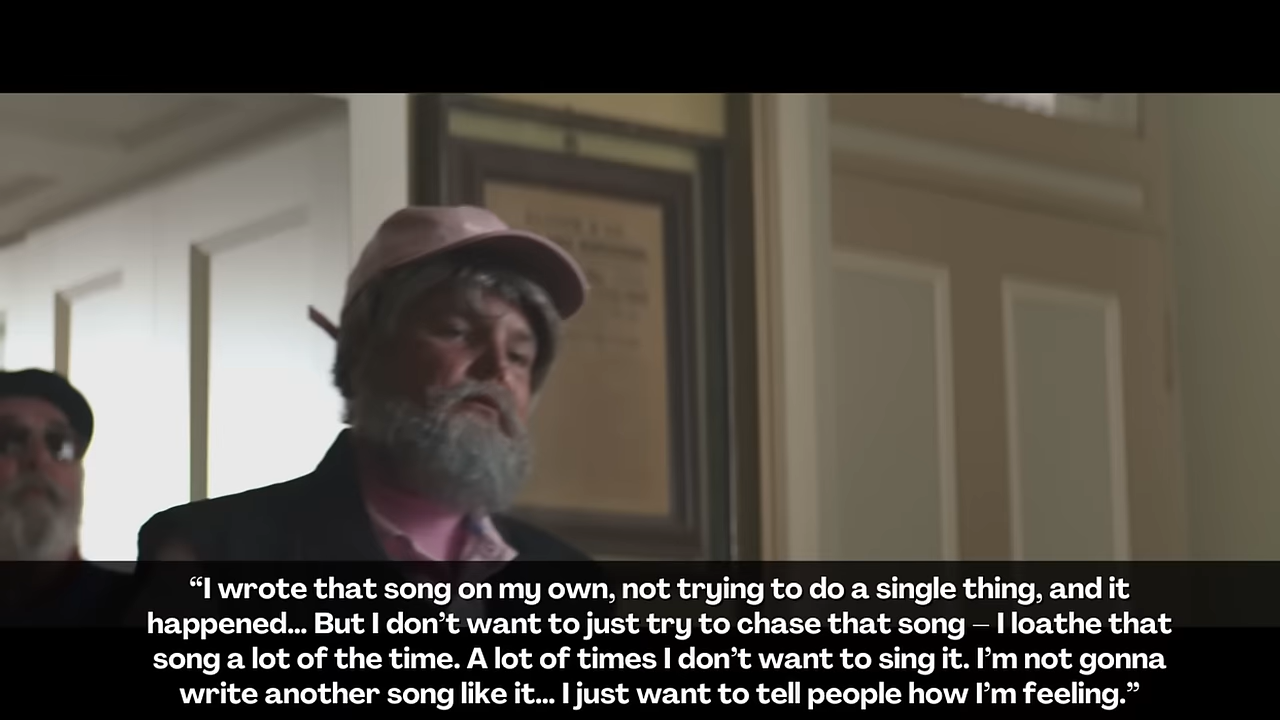 “I wrote that song on my own, not trying to do a single thing, and it
happened... But I don’t want to just try to chase that song – I loathe that
song a lot of the time. A lot of times I don’t want to sing it. I’m not gonna
write another song like it... I just want to tell people how I’m feeling.”